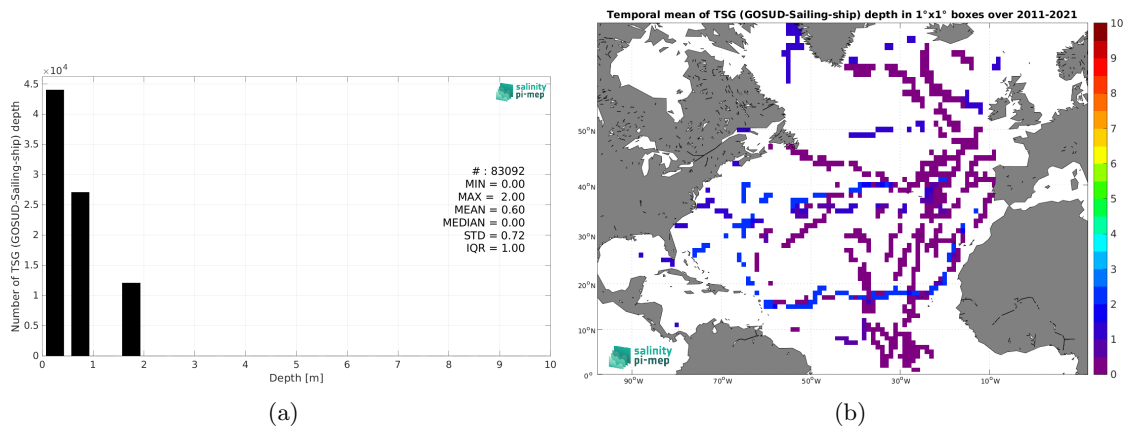 ×10⁴
4.5
4
3.5
3
2.5
2
1.5
1
0.5
0
Number of TSG (GOSUD-Sailing-ship) depth
salinity
pi-mep
# : 83092
MIN = 0.00
MAX = 2.00
MEAN = 0.60
MEDIAN = 0.00
STD = 0.72
IQR = 1.00
0 1 2 3 4 5 6 7 8 9 10
Depth [m]
(a)
Temporal mean of TSG (GOSUD-Sailing-ship) depth in 1°x1° boxes over 2011-2021
50°N
40°N
30°N
20°N
10°N
0°
90°W 70°W 50°W 30°W 10°W
salinity
pi-mep
10
9
8
7
6
5
4
3
2
1
0
(b)